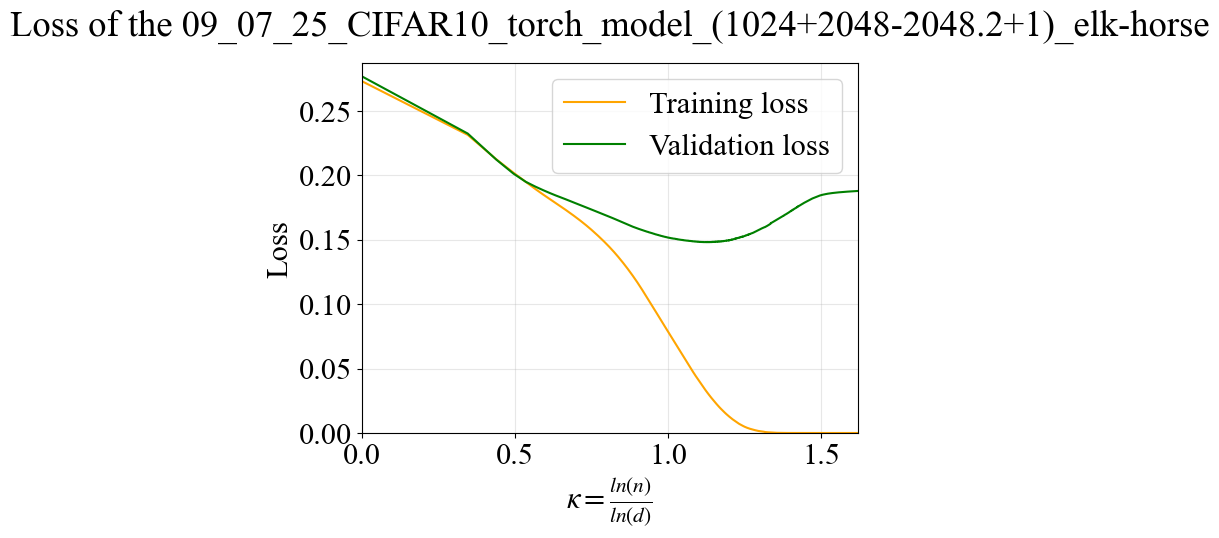 Loss of the 09_07_25_CIFAR10_torch_model_(1024+2048-2048.2+1)_elk-horse
Training loss
Validation loss
Loss
0.25
0.20
0.15
0.10
0.05
0.00
0.0 0.5 1.0 1.5
κ = ln(n) / ln(d)